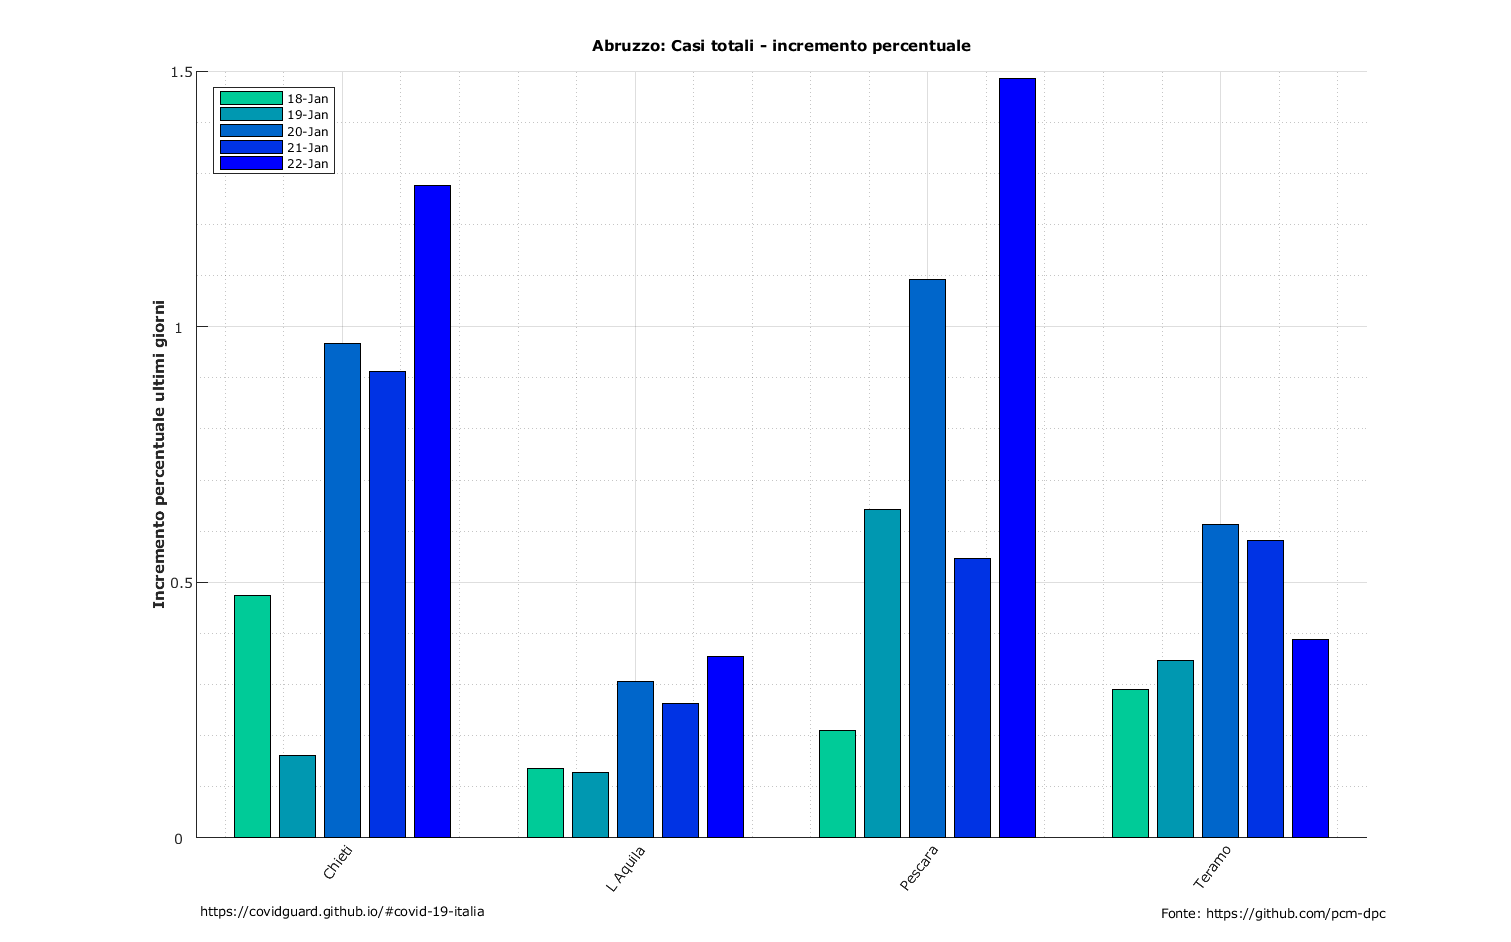 Abruzzo: Casi totali - incremento percentuale
18-Jan
19-Jan
20-Jan
21-Jan
22-Jan
Incremento percentuale ultimi giorni
1.5
1
0.5
0
Chieti
L Aquila
Pescara
Teramo
https://covidguard.github.io/#covid-19-italia
Fonte: https://github.com/pcm-dpc